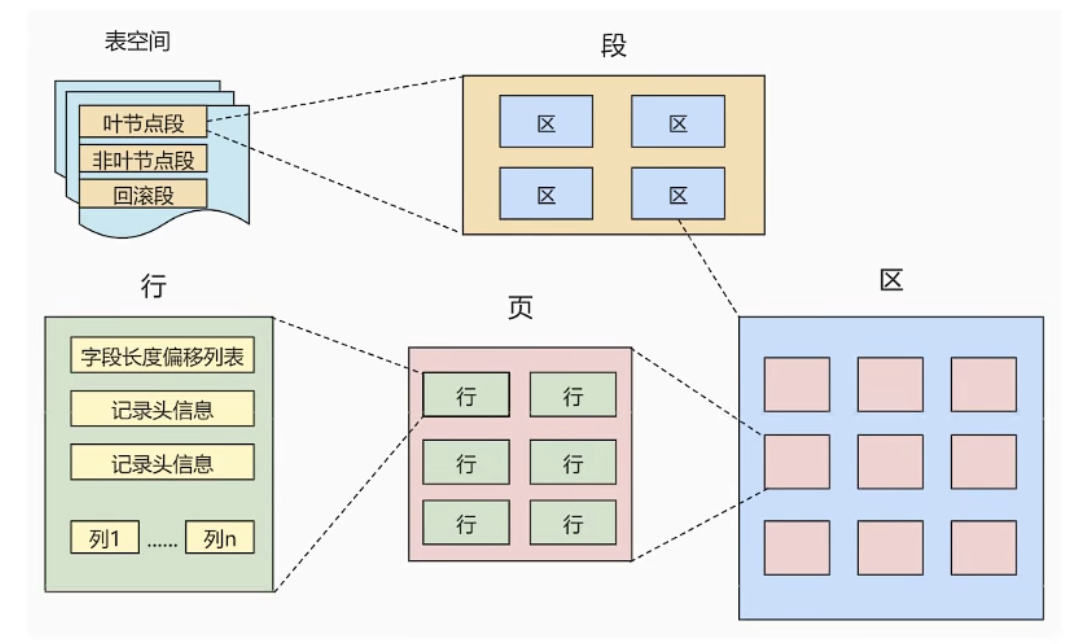 表空间
叶节点段
非叶节点段
回滚段
段
区
区
区
区
行
字段长度偏移列表
记录头信息
记录头信息
列1 ...... 列n
页
行
行
行
行
行
行
区